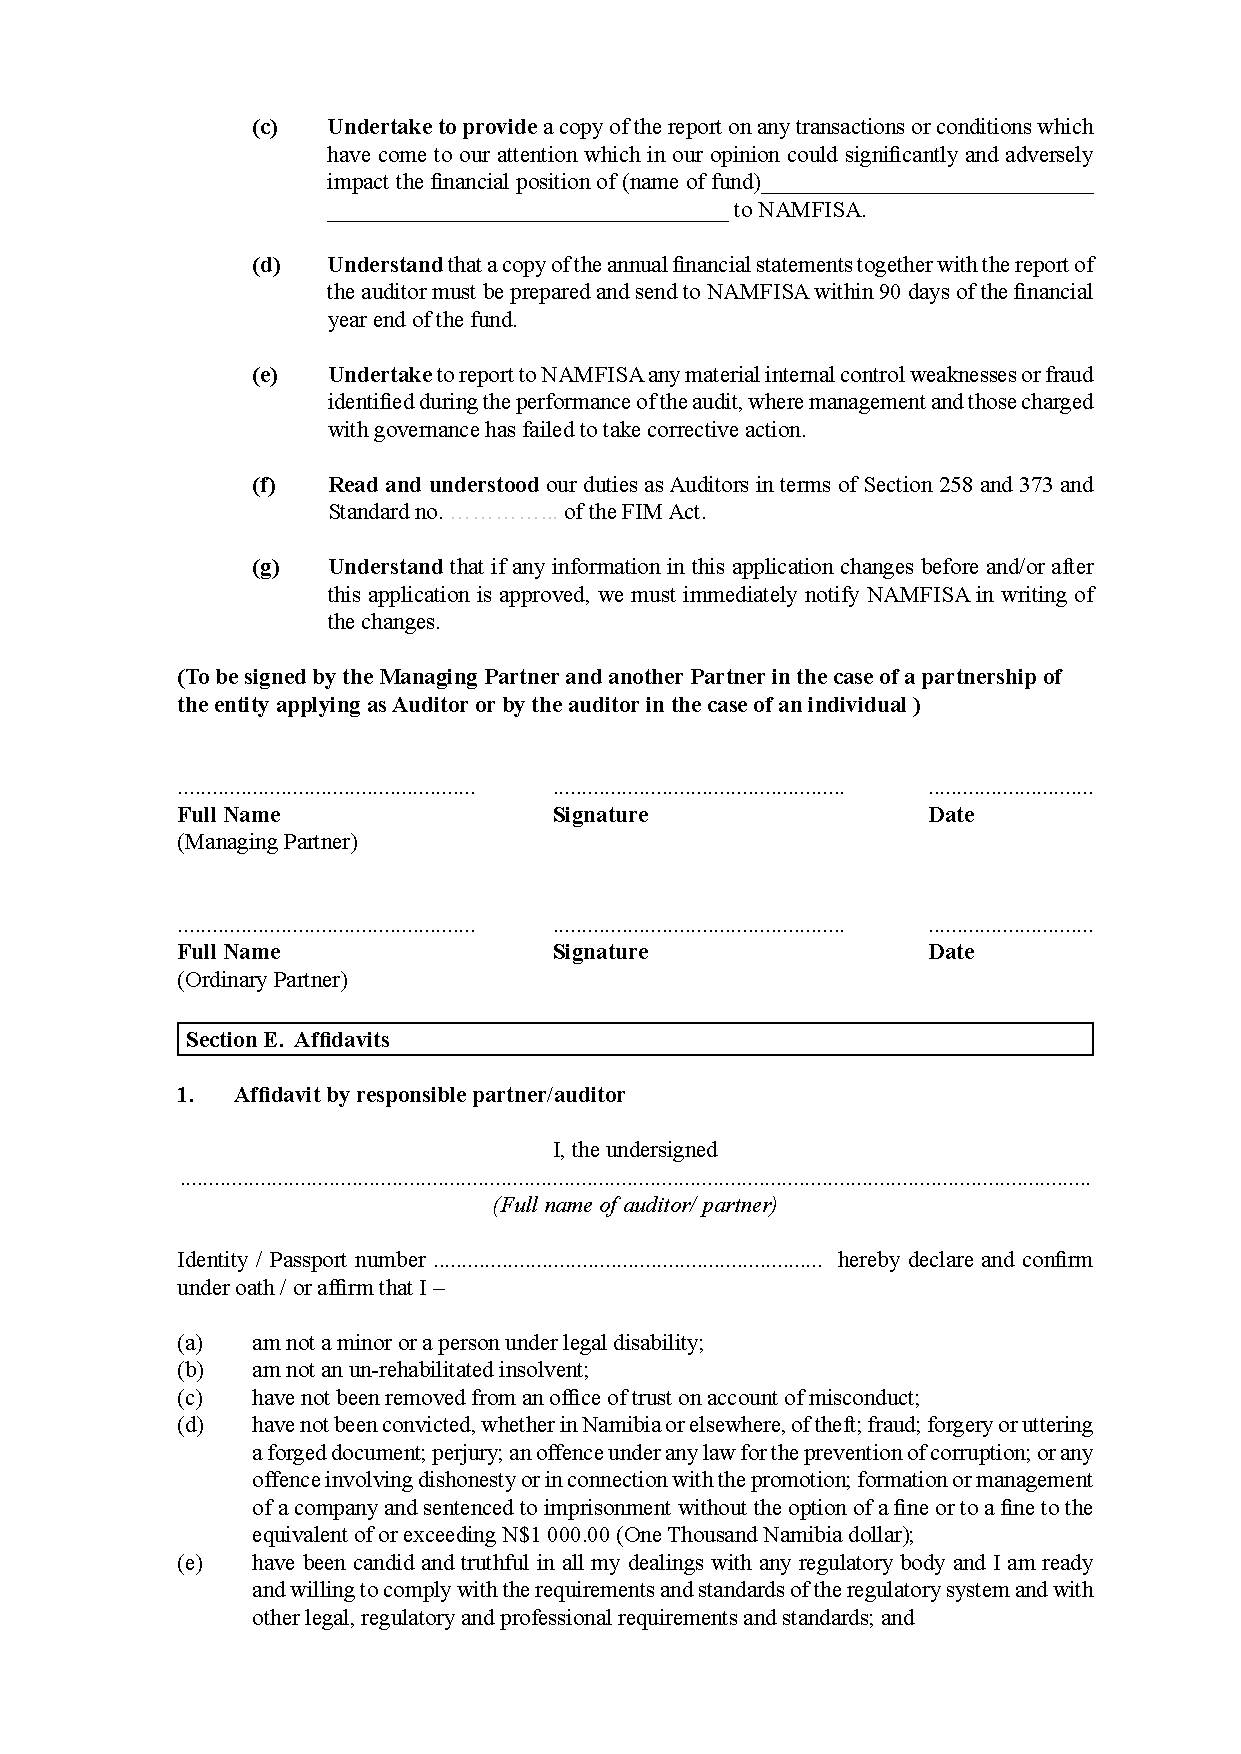 (c) Undertake to provide a copy of the report on any transactions or conditions which
have come to our attention which in our opinion could significantly and adversely
impact the financial position of (name of fund)______________________________
____________________________________ to NAMFISA.
(d) Understand that a copy of the annual financial statements together with the report of
the auditor must be prepared and send to NAMFISA within 90 days of the financial
year end of the fund.
(e) Undertake to report to NAMFISA any material internal control weaknesses or fraud
identified during the performance of the audit, where management and those charged
with governance has failed to take corrective action.
(f) Read and understood our duties as Auditors in terms of Section 258 and 373 and
Standard no. ………….. of the FIM Act.
(g) Understand that if any information in this application changes before and/or after
this application is approved, we must immediately notify NAMFISA in writing of
the changes.
(To be signed by the Managing Partner and another Partner in the case of a partnership of
the entity applying as Auditor or by the auditor in the case of an individual )
.................................................... ................................................... .............................
Full Name Signature Date
(Managing Partner)
.................................................... ................................................... .............................
Full Name Signature Date
(Ordinary Partner)
Section E. Affidavits
1. Affidavit by responsible partner/auditor
I, the undersigned
................................................................................................................................................................
(Full name of auditor/ partner)
Identity / Passport number .................................................................... hereby declare and confirm
under oath / or affirm that I –
(a) am not a minor or a person under legal disability;
(b) am not an un-rehabilitated insolvent;
(c) have not been removed from an office of trust on account of misconduct;
(d) have not been convicted, whether in Namibia or elsewhere, of theft; fraud; forgery or uttering
a forged document; perjury; an offence under any law for the prevention of corruption; or any
offence involving dishonesty or in connection with the promotion; formation or management
of a company and sentenced to imprisonment without the option of a fine or to a fine to the
equivalent of or exceeding N$1 000.00 (One Thousand Namibia dollar);
(e) have been candid and truthful in all my dealings with any regulatory body and I am ready
and willing to comply with the requirements and standards of the regulatory system and with
other legal, regulatory and professional requirements and standards; and